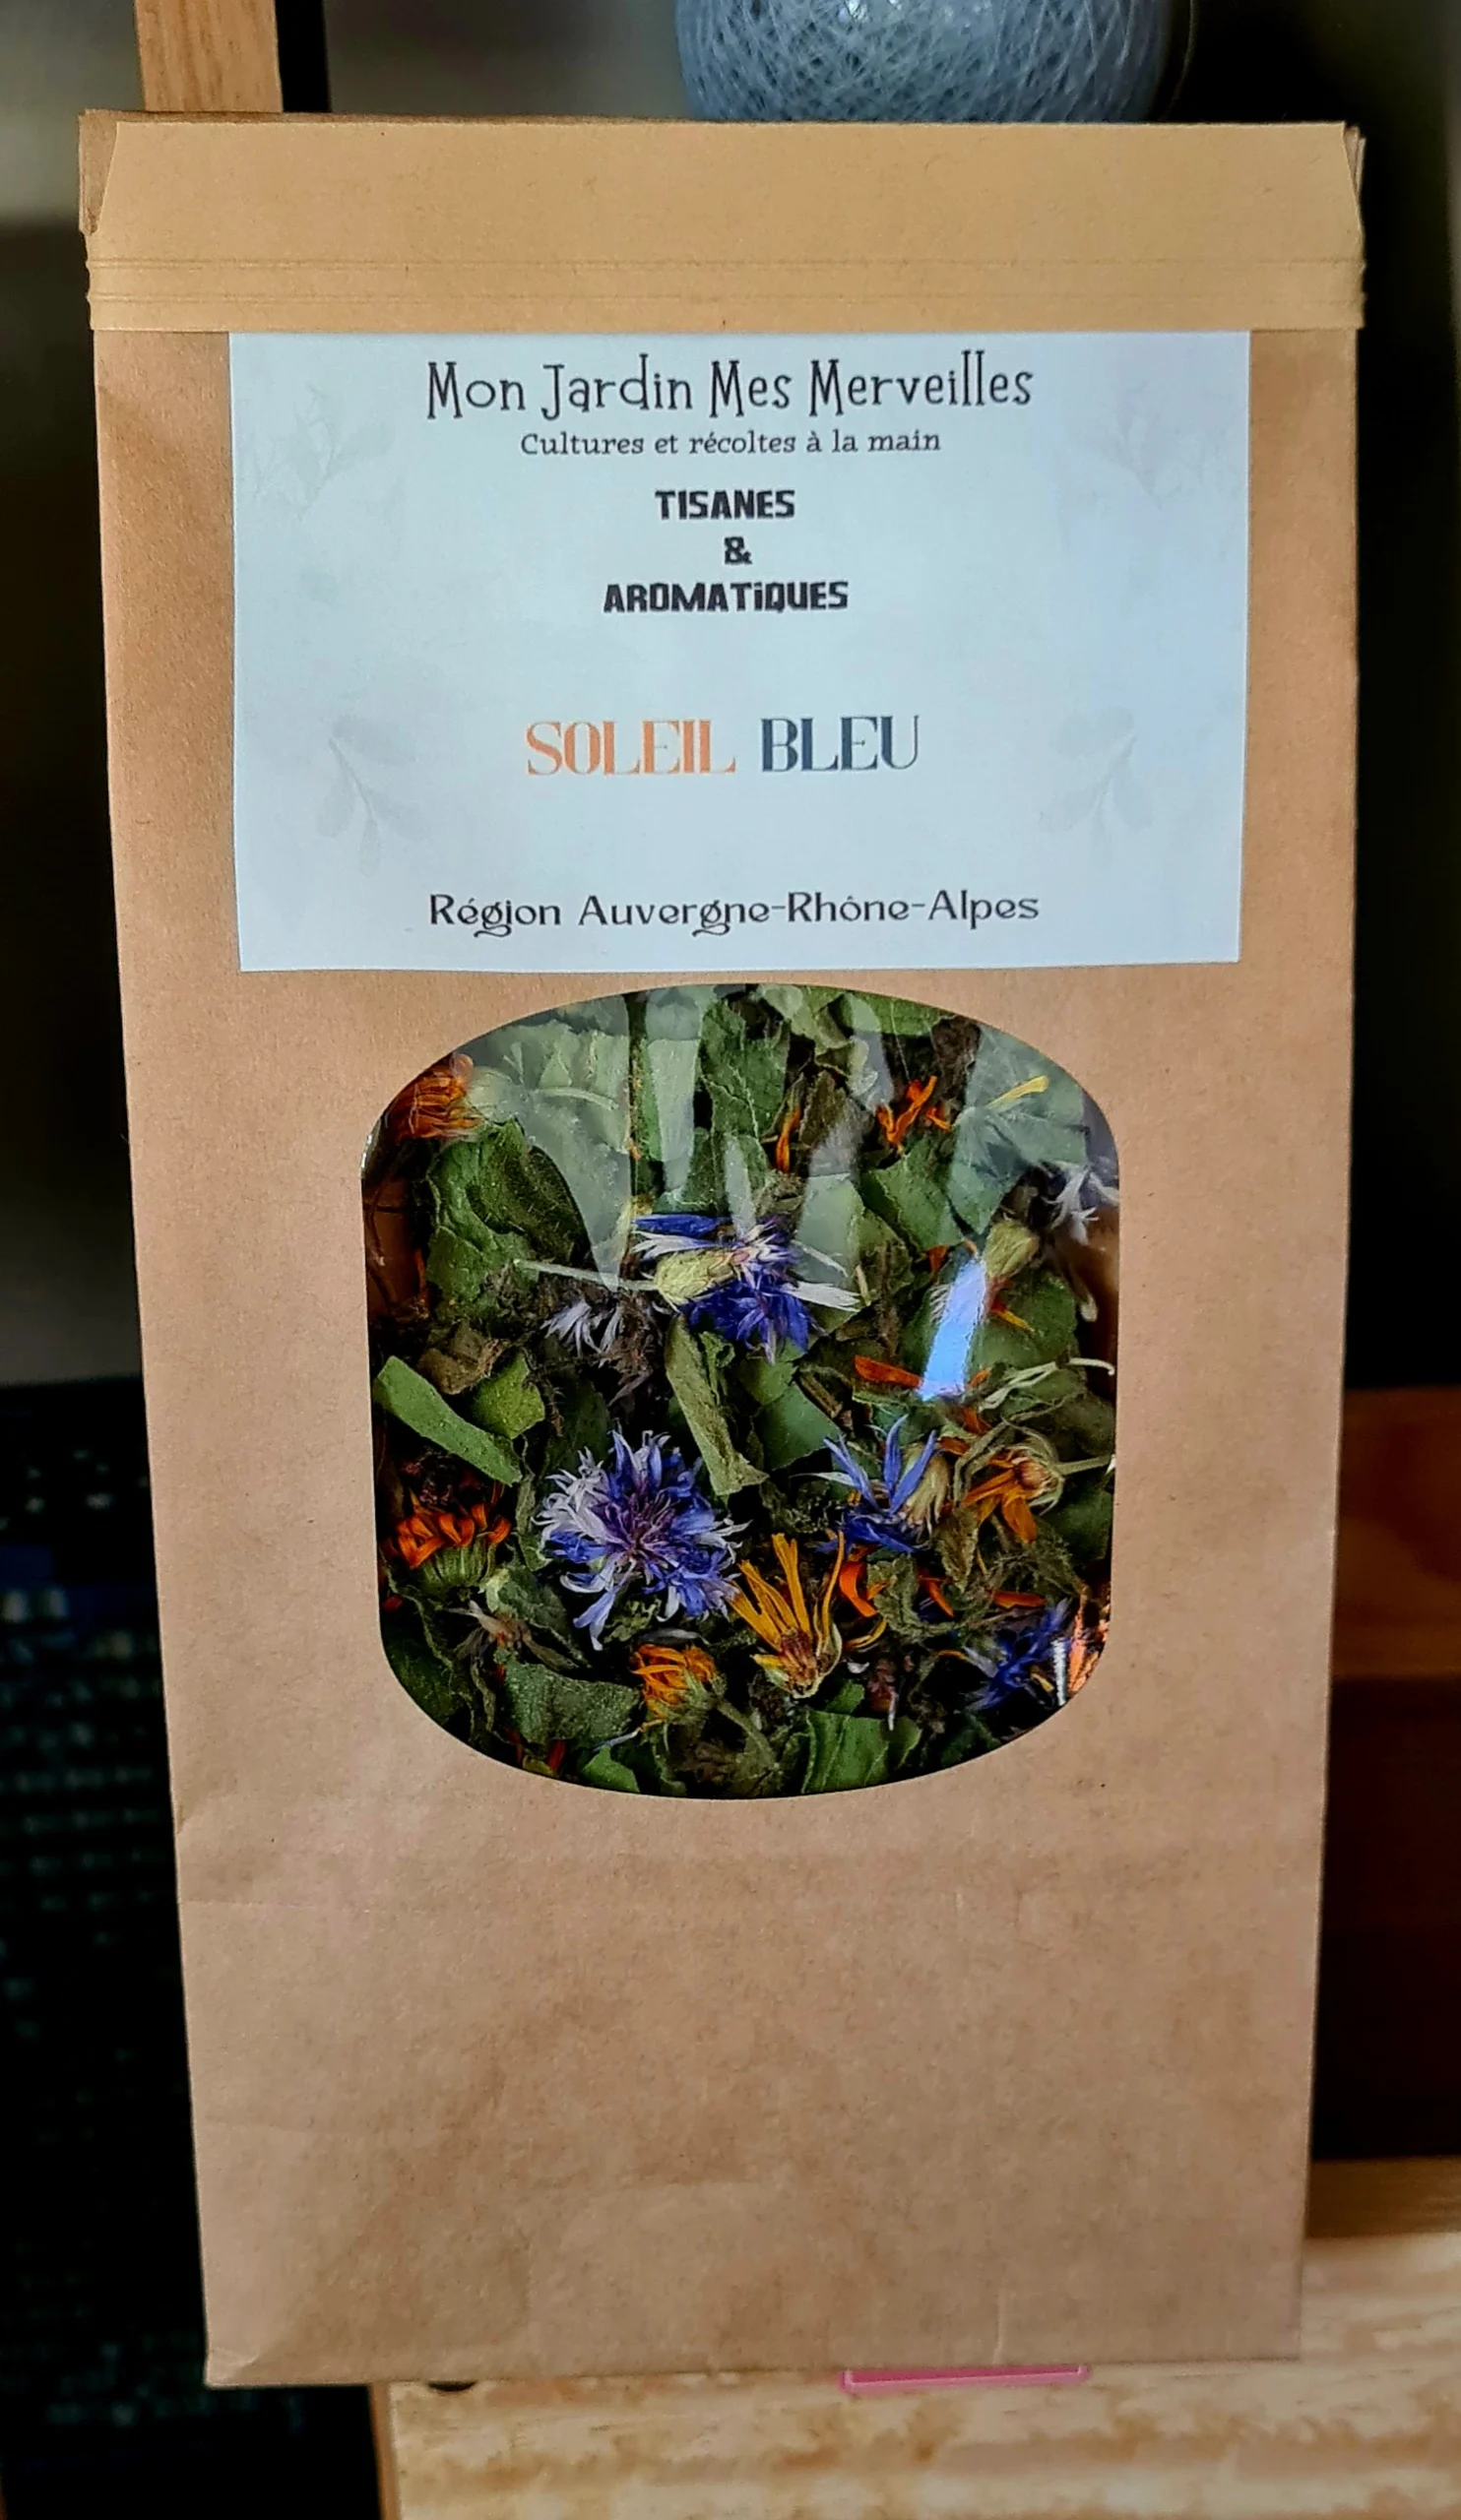 Mon Jardin Mes Merveilles
Cultures et récoltes à la main
TISANES
&
AROMATiQUES
SOLEIL BLEU
Région Auvergne-Rhône-Alpes